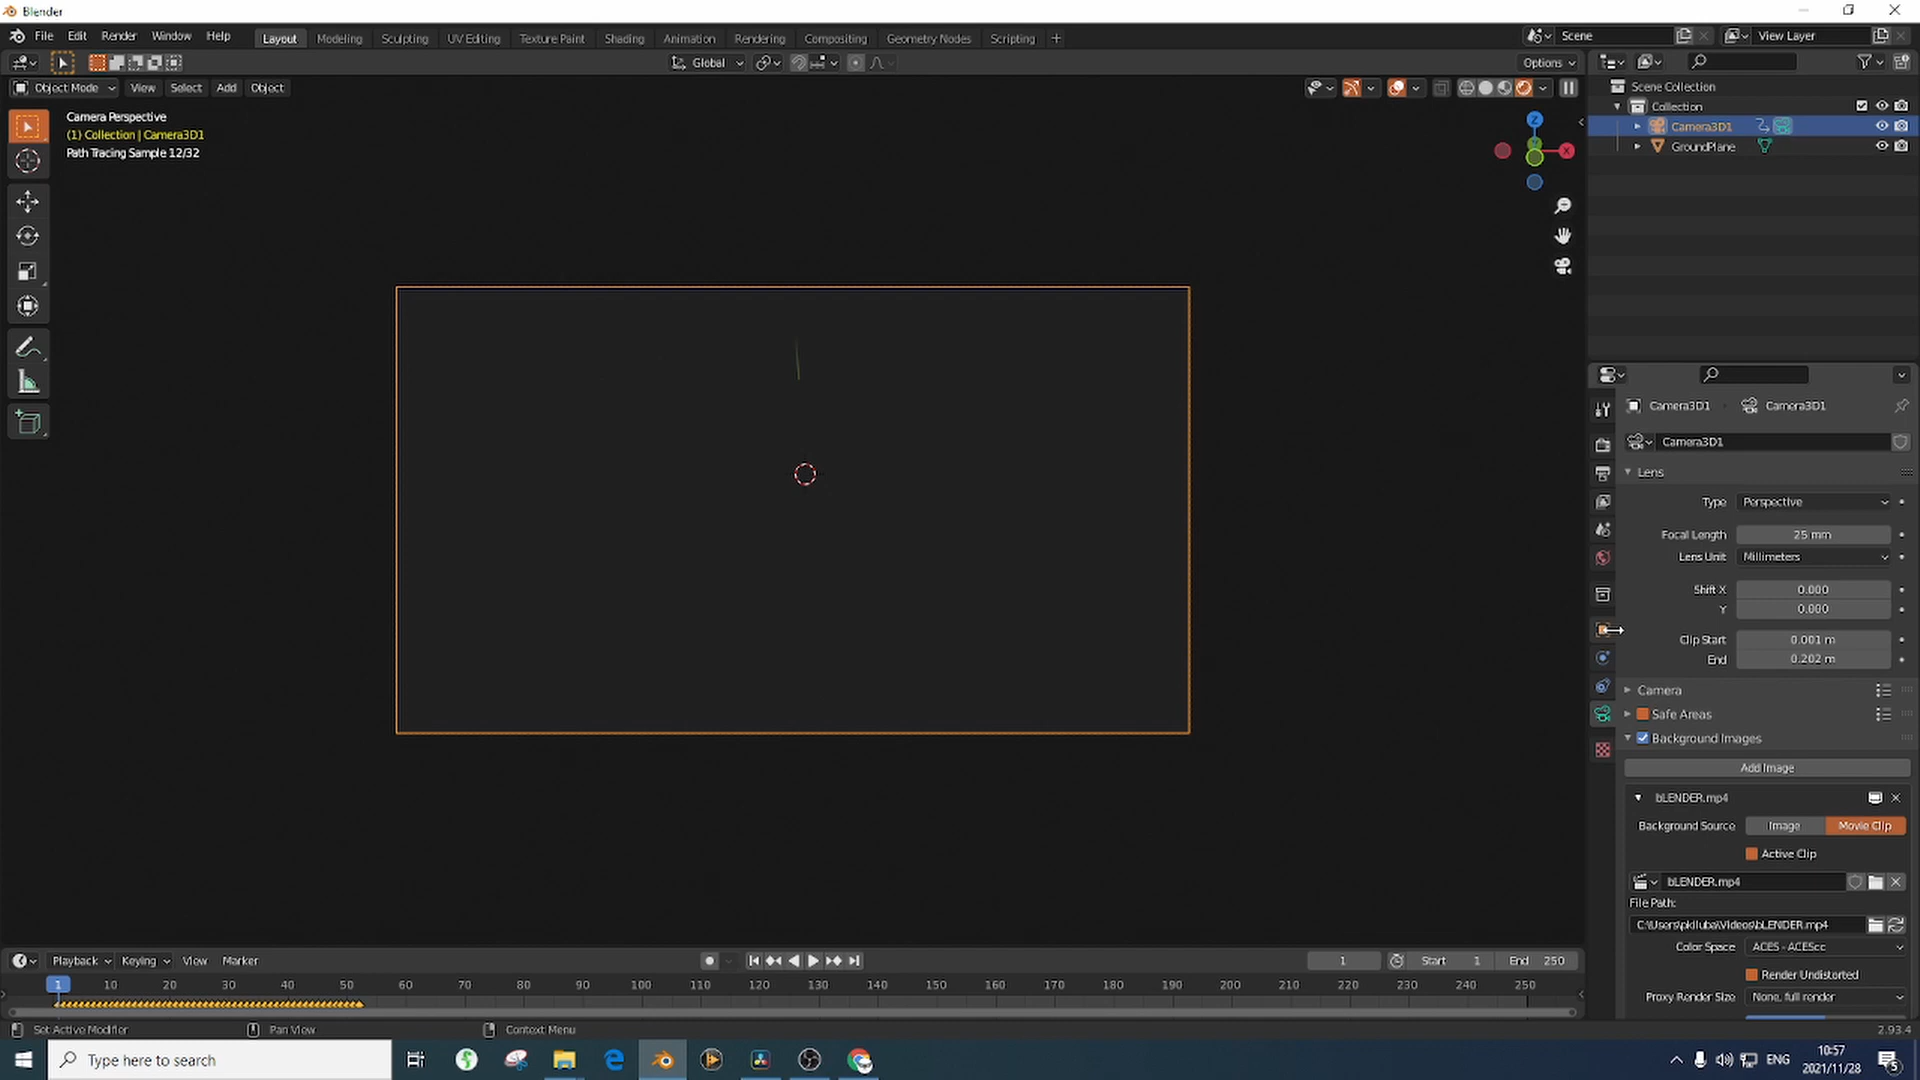 Blender
File Edit Render Window Help
Layout Modeling Sculpting UV Editing Texture Paint Shading Animation Rendering Compositing Geometry Nodes Scripting +
Scene
View Layer
Global
Options
Object Mode View Select Add Object
Camera Perspective
(1) Collection | Camera3D1
Path Tracing Sample 12/32
Z
X
Scene Collection
Collection
Camera3D1
GroundPlane
Camera3D1 Camera3D1
Camera3D1
Lens
Type Perspective
Focal Length 25 mm
Lens Unit Millimeters
Shift X 0.000
Y 0.000
Clip Start 0.001 m
End 0.202 m
Camera
Safe Areas
Background Images
Add Image
bLENDER.mp4
Background Source Image Movie Clip
Active Clip
bLENDER.mp4
File Path:
C:\Users\pkiluba\Videos\bLENDER.mp4
Color Space ACES - ACEScc
Render Undistorted
Proxy Render Size None, full render
Playback Keying View Marker
1 Start 1 End 250
1 10 20 30 40 50 60 70 80 90 100 110 120 130 140 150 160 170 180 190 200 210 220 230 240 250
Set Active Modifier Pan View Context Menu
2.93.4
Type here to search
ENG
10:57
2021/11/28
5